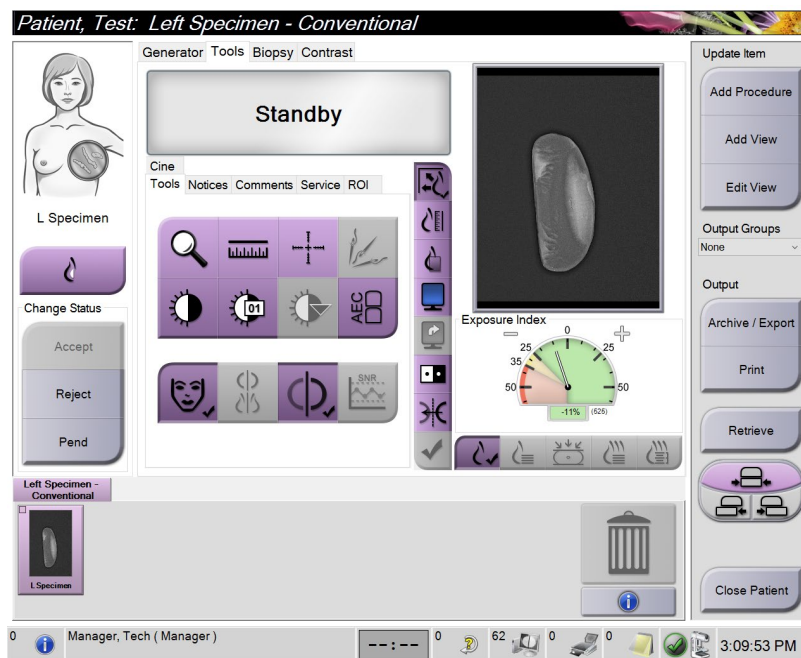 Patient, Test: Left Specimen - Conventional
Generator Tools Biopsy Contrast
Standby
Cine
Tools Notices Comments Service ROI
01
AEC
SNR
L Specimen
Change Status
Accept
Reject
Pend
Exposure Index
0
25 25
35
50 50
-11% (525)
Update Item
Add Procedure
Add View
Edit View
Output Groups
None
Output
Archive / Export
Print
Retrieve
Close Patient
Left Specimen -
Conventional
L Specimen
0 Manager, Tech ( Manager ) --:-- 0 62 0 0 3:09:53 PM